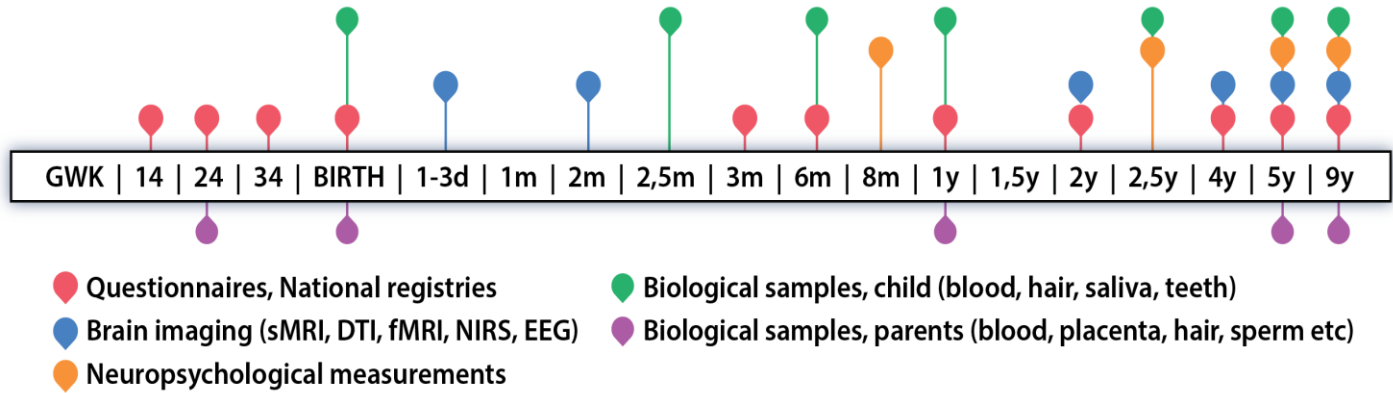 GWK | 14 | 24 | 34 | BIRTH | 1-3d | 1m | 2m | 2,5m | 3m | 6m | 8m | 1y | 1,5y | 2y | 2,5y | 4y | 5y | 9y
Questionnaires, National registries
Brain imaging (sMRI, DTI, fMRI, NIRS, EEG)
Neuropsychological measurements
Biological samples, child (blood, hair, saliva, teeth)
Biological samples, parents (blood, placenta, hair, sperm etc)